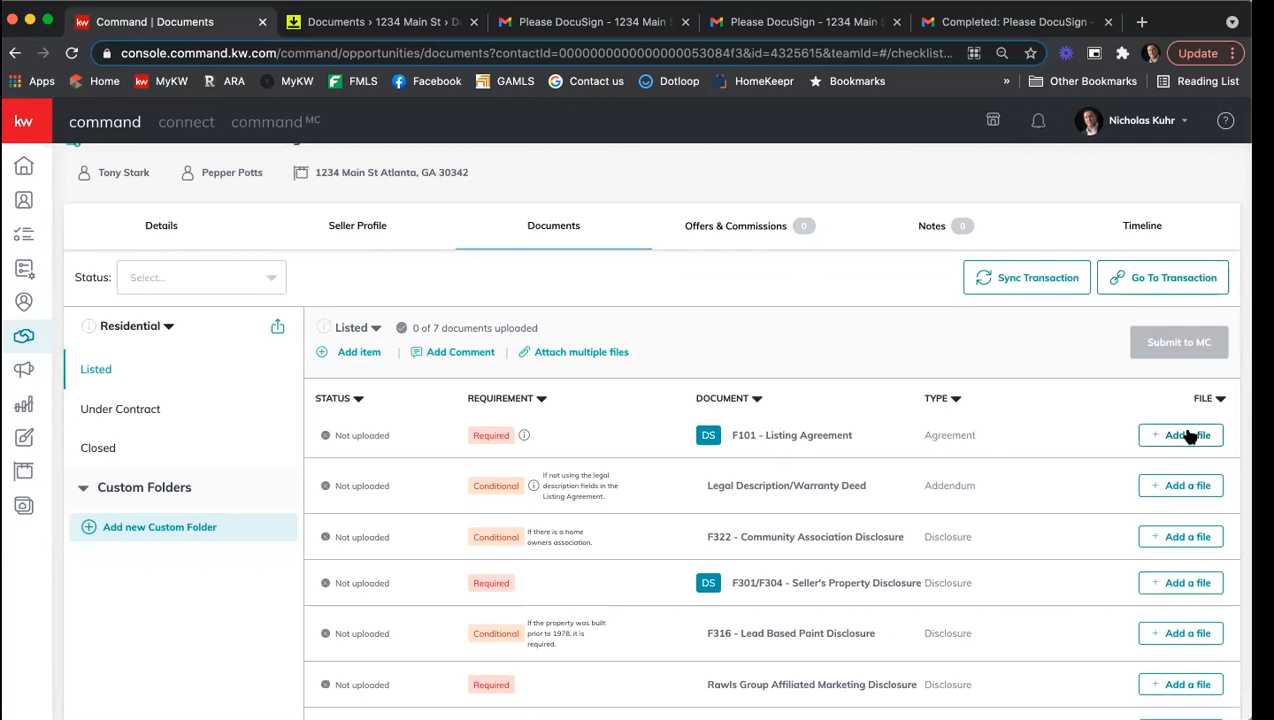 Command | Documents
Documents › 1234 Main St › D
Please DocuSign - 1234 Main
Please DocuSign - 1234 Main S
Completed: Please DocuSign -
console.command.kw.com/command/opportunities/documents?contactId=0000000000000000053084f3&id=4325615&teamId=#/checklist...
Update
Apps
Home
kw MyKW
R ARA
MyKW
FMLS
Facebook
GAMLS
Contact us
Dotloop
HomeKeepr
Bookmarks
»
Other Bookmarks
Reading List
kw
command
connect
command MC
Nicholas Kuhr
?
Tony Stark
Pepper Potts
1234 Main St Atlanta, GA 30342
Details
Seller Profile
Documents
Offers & Commissions 0
Notes 0
Timeline
Status:
Select...
Sync Transaction
Go To Transaction
Residential
Listed
Under Contract
Closed
Custom Folders
Add new Custom Folder
Listed
0 of 7 documents uploaded
Add item | Add Comment | Attach multiple files
Submit to MC
STATUS REQUIREMENT DOCUMENT TYPE FILE
Not uploaded Required DS F101 - Listing Agreement Agreement + Add a file
Not uploaded Conditional If not using the legal
description fields in the
Listing Agreement.
Legal Description/Warranty Deed Addendum + Add a file
Not uploaded Conditional If there is a home
owners association.
F322 - Community Association Disclosure Disclosure + Add a file
Not uploaded Required DS F301/F304 - Seller's Property Disclosure Disclosure + Add a file
Not uploaded Conditional If the property was built
prior to 1978, it is
required.
F316 - Lead Based Paint Disclosure Disclosure + Add a file
Not uploaded Required Rawls Group Affiliated Marketing Disclosure Disclosure + Add a file